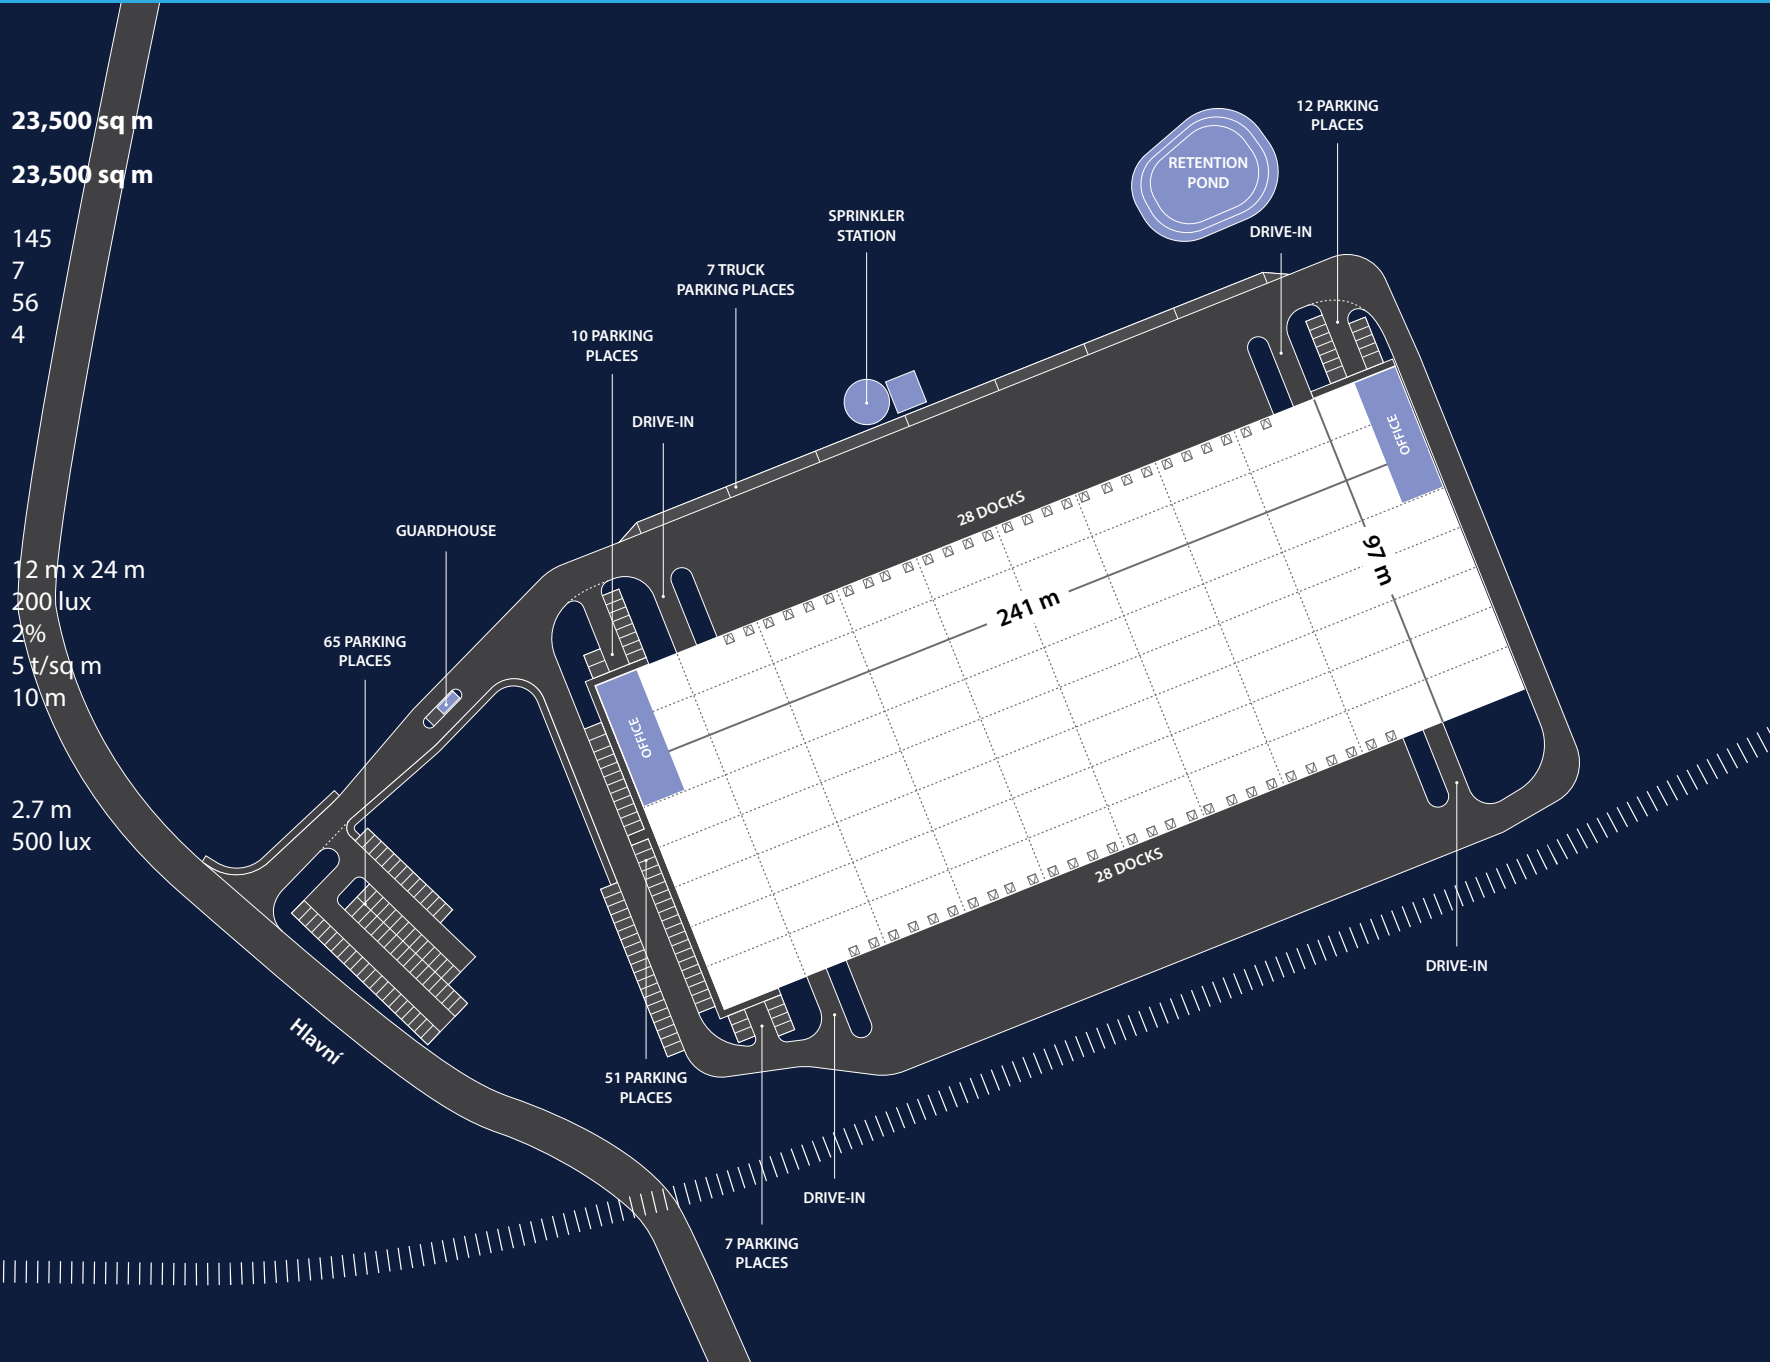 23,500 sq m
23,500 sq m
145
7
56
4
12 m x 24 m
200 lux
2%
5 t/sq m
10 m
2.7 m
500 lux
12 PARKING
PLACES
RETENTION
POND
SPRINKLER
STATION
DRIVE-IN
7 TRUCK
PARKING PLACES
10 PARKING
PLACES
DRIVE-IN
OFFICE
28 DOCKS
GUARDHOUSE
97 m
241 m
65 PARKING
PLACES
OFFICE
28 DOCKS
DRIVE-IN
Hlavní
51 PARKING
PLACES
DRIVE-IN
7 PARKING
PLACES